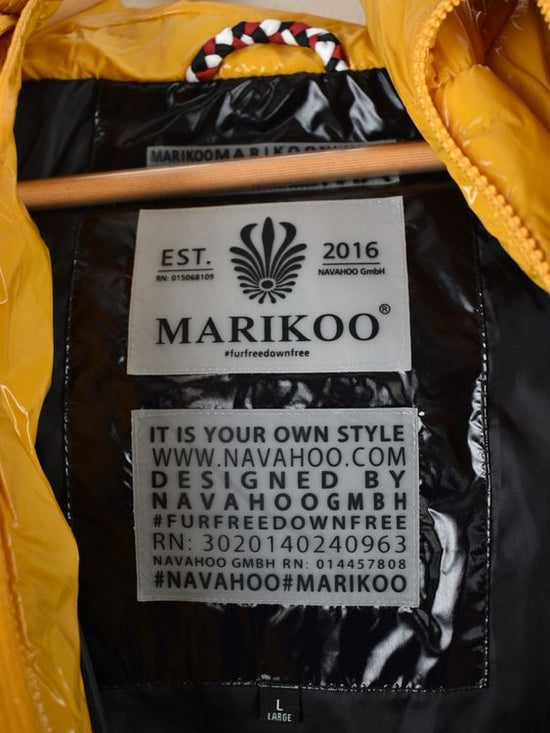 MARIKOOMARIKOO
EST. 2016
RN: 015068109 NAVAHOO GmbH
MARIKOO®
#furfreedownfree
IT IS YOUR OWN STYLE
WWW.NAVAHOO.COM
DESIGNED BY
NAVAHOOGMBH
#FURFREEDOWNFREE
RN: 3020140240963
NAVAHOO GMBH RN: 014457808
#NAVAHOO#MARIKOO
L
LARGE